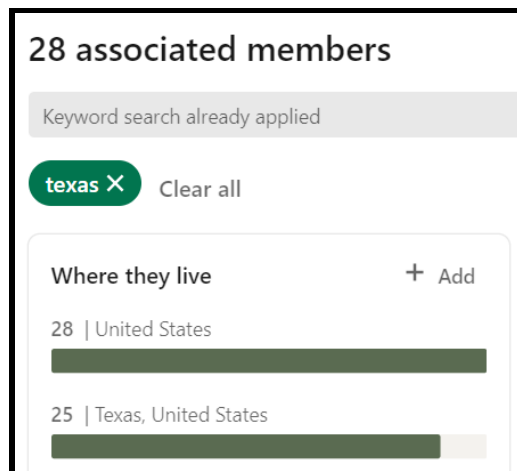 28 associated members
Keyword search already applied
texas ✕ Clear all
Where they live + Add
28 | United States
25 | Texas, United States